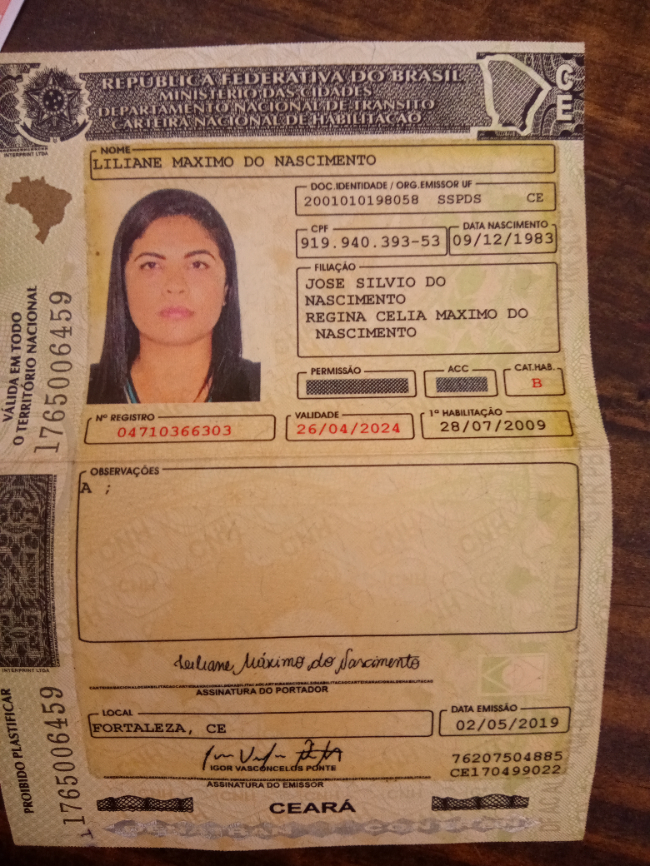 REPÚBLICA FEDERATIVA DO BRASIL
MINISTÉRIO DAS CIDADES
DEPARTAMENTO NACIONAL DE TRÂNSITO
CARTEIRA NACIONAL DE HABILITAÇÃO
CE
INTERPRINT LTDA
NOME
LILIANE MAXIMO DO NASCIMENTO
DOC.IDENTIDADE / ORG.EMISSOR UF
2001010198058 SSPDS CE
CPF
919.940.393-53
DATA NASCIMENTO
09/12/1983
FILIAÇÃO
JOSE SILVIO DO
NASCIMENTO
REGINA CELIA MAXIMO DO
NASCIMENTO
PERMISSÃO
ACC
CAT.HAB.
B
Nº REGISTRO
04710366303
VALIDADE
26/04/2024
1ª HABILITAÇÃO
28/07/2009
VÁLIDA EM TODO
O TERRITÓRIO NACIONAL
1765006459
OBSERVAÇÕES
A ;
INTERPRINT LTDA
Liliane Máximo do Nascimento
ASSINATURA DO PORTADOR
LOCAL
FORTALEZA, CE
DATA EMISSÃO
02/05/2019
IGOR VASCONCELOS PONTE
ASSINATURA DO EMISSOR
76207504885
CE170499022
PROIBIDO PLASTIFICAR
1765006459
CEARÁ